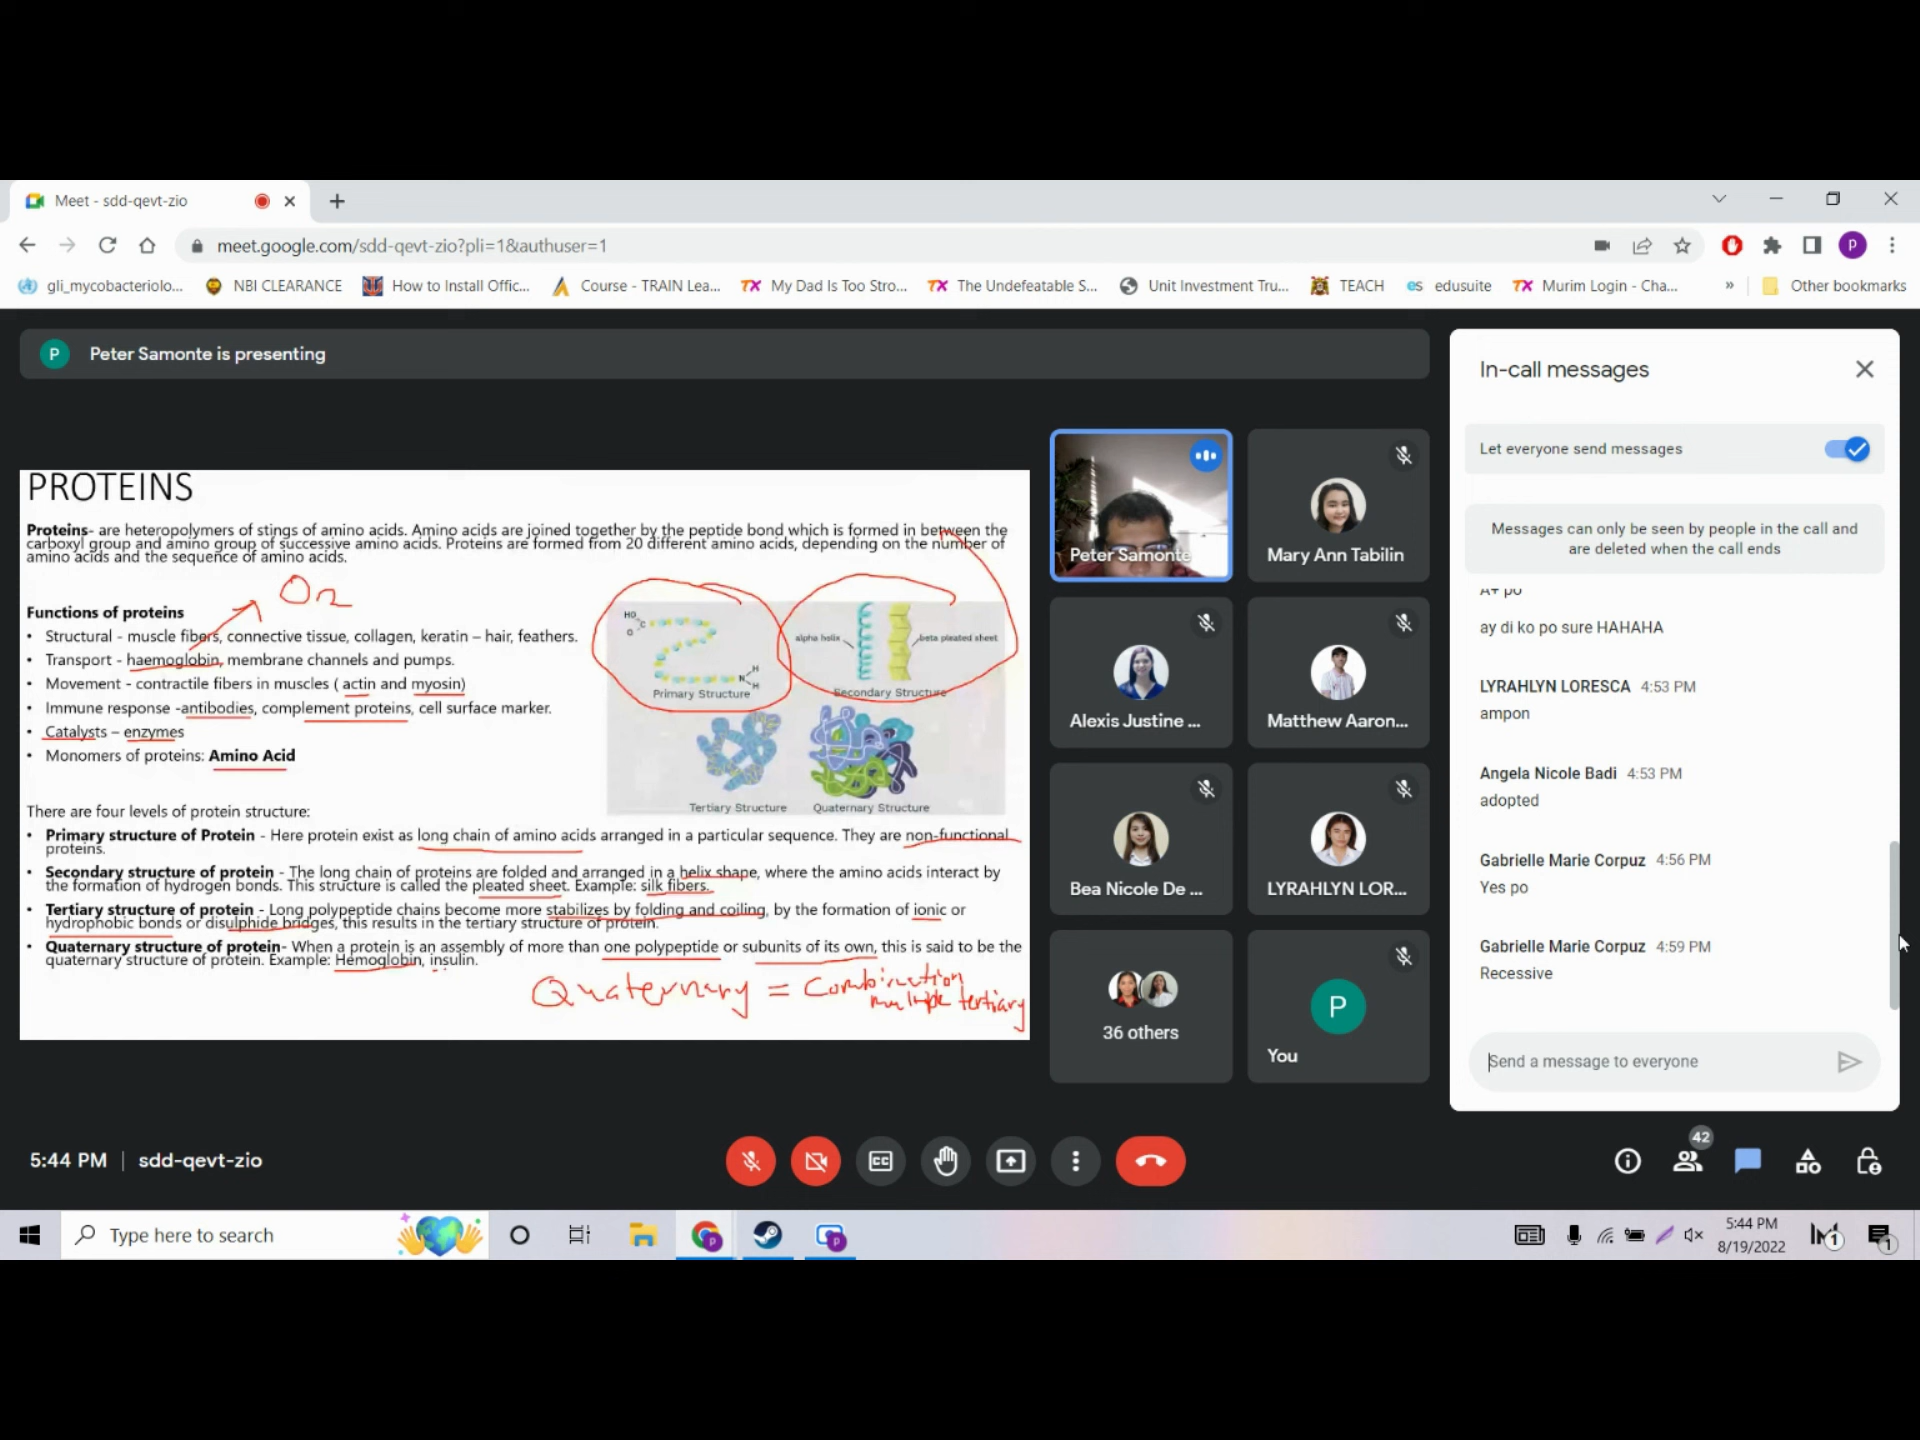 Meet - sdd-qevt-zio
meet.google.com/sdd-qevt-zio?pli=1&authuser=1
P
gli_mycobacteriolo...
NBI CLEARANCE
How to Install Offic...
Course - TRAIN Lea...
TX My Dad Is Too Stro...
TX The Undefeatable S...
Unit Investment Tru...
TEACH
es edusuite
TX Murim Login - Cha...
»
Other bookmarks
P Peter Samonte is presenting
PROTEINS
Proteins- are heteropolymers of stings of amino acids. Amino acids are joined together by the peptide bond which is formed in between the
carboxyl group and amino group of successive amino acids. Proteins are formed from 20 different amino acids, depending on the number of
amino acids and the sequence of amino acids.
O2
Functions of proteins
• Structural - muscle fibers, connective tissue, collagen, keratin – hair, feathers.
• Transport - haemoglobin, membrane channels and pumps.
• Movement - contractile fibers in muscles ( actin and myosin)
• Immune response -antibodies, complement proteins, cell surface marker.
• Catalysts – enzymes
• Monomers of proteins: Amino Acid
HO
C
O
N
H
H
Primary Structure
alpha helix
beta pleated sheet
Secondary Structure
Tertiary Structure
Quaternary Structure
There are four levels of protein structure:
• Primary structure of Protein - Here protein exist as long chain of amino acids arranged in a particular sequence. They are non-functional
proteins.
• Secondary structure of protein - The long chain of proteins are folded and arranged in a helix shape, where the amino acids interact by
the formation of hydrogen bonds. This structure is called the pleated sheet. Example: silk fibers.
• Tertiary structure of protein - Long polypeptide chains become more stabilizes by folding and coiling, by the formation of ionic or
hydrophobic bonds or disulphide bridges, this results in the tertiary structure of protein.
• Quaternary structure of protein- When a protein is an assembly of more than one polypeptide or subunits of its own, this is said to be the
quaternary structure of protein. Example: Hemoglobin, insulin.
Quaternary = Combination
multiple tertiary
Peter Samonte
Mary Ann Tabilin
Alexis Justine ...
Matthew Aaron...
Bea Nicole De ...
LYRAHLYN LOR...
36 others
P
You
In-call messages
Let everyone send messages
Messages can only be seen by people in the call and
are deleted when the call ends
A+ po
ay di ko po sure HAHAHA
LYRAHLYN LORESCA 4:53 PM
ampon
Angela Nicole Badi 4:53 PM
adopted
Gabrielle Marie Corpuz 4:56 PM
Yes po
Gabrielle Marie Corpuz 4:59 PM
Recessive
Send a message to everyone
5:44 PM | sdd-qevt-zio
CC
42
Type here to search
P
P
5:44 PM
8/19/2022
1
1